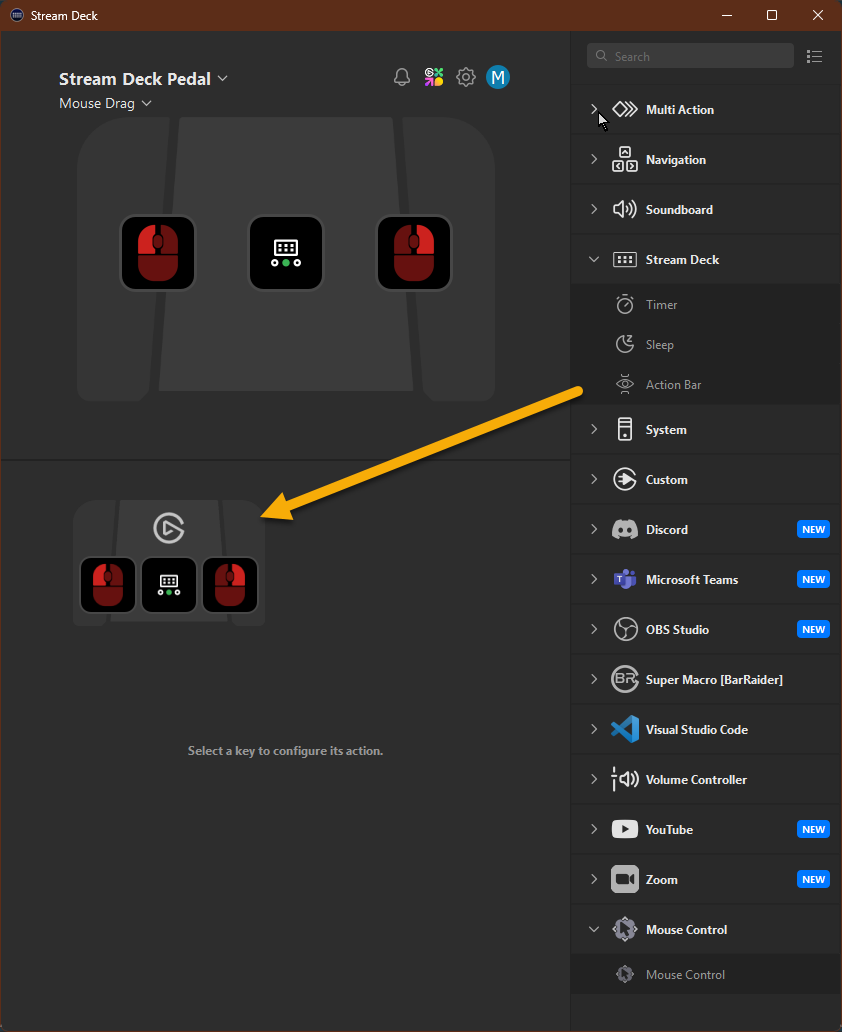 Stream Deck
Stream Deck Pedal
M
Mouse Drag
Search
Multi Action
Navigation
Soundboard
Stream Deck
Timer
Sleep
Action Bar
System
Custom
Discord NEW
Microsoft Teams NEW
OBS Studio NEW
Super Macro [BarRaider]
Visual Studio Code
Volume Controller
YouTube NEW
Zoom NEW
Mouse Control
Mouse Control
Select a key to configure its action.